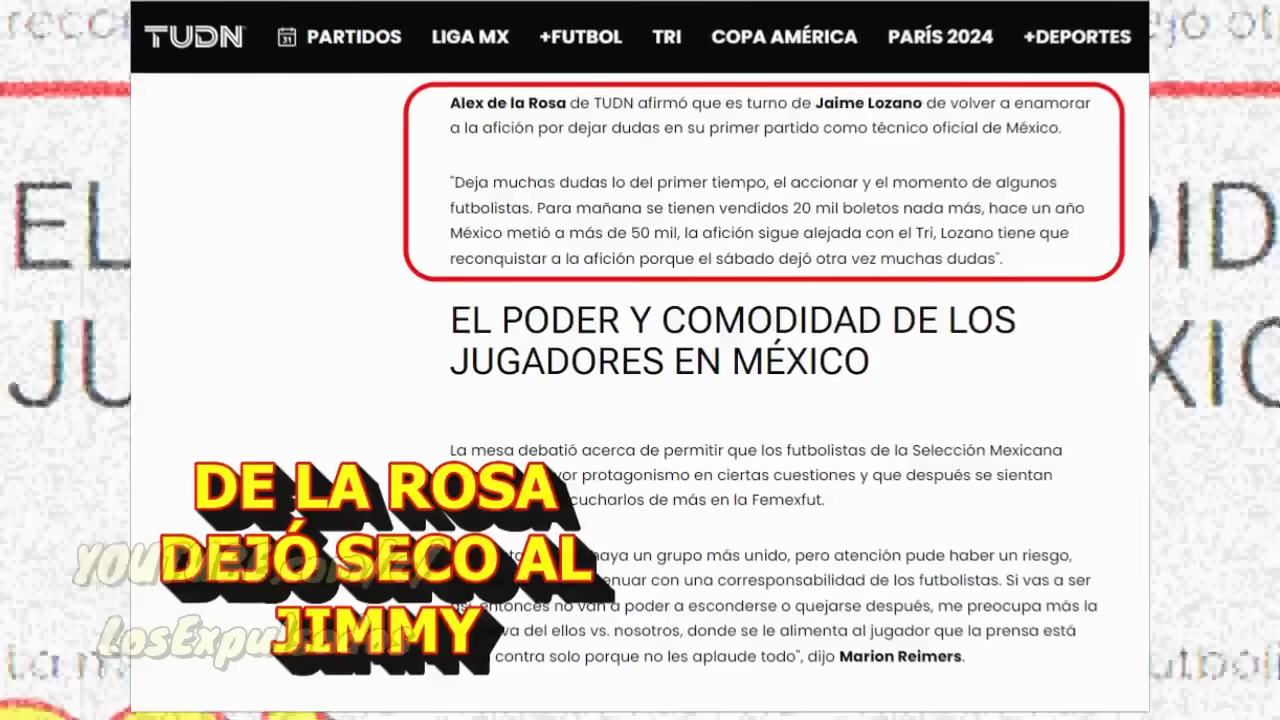 TUDN PARTIDOS LIGA MX +FUTBOL TRI COPA AMÉRICA PARÍS 2024 +DEPORTES
Alex de la Rosa de TUDN afirmó que es turno de Jaime Lozano de volver a enamorar
a la afición por dejar dudas en su primer partido como técnico oficial de México.
"Deja muchas dudas lo del primer tiempo, el accionar y el momento de algunos
futbolistas. Para mañana se tienen vendidos 20 mil boletos nada más, hace un año
México metió a más de 50 mil, la afición sigue alejada con el Tri, Lozano tiene que
reconquistar a la afición porque el sábado dejó otra vez muchas dudas".
EL PODER Y COMODIDAD DE LOS
JUGADORES EN MÉXICO
La mesa debatió acerca de permitir que los futbolistas de la Selección Mexicana
protagonismo en ciertas cuestiones y que después se sientan
de más en la Femexfut.
haya un grupo más unido, pero atención pude haber un riesgo,
con una corresponsabilidad de los futbolistas. Si vas a ser
entonces no van a poder a esconderse o quejarse después, me preocupa más la
del ellos vs. nosotros, donde se le alimenta al jugador que la prensa está
contra solo porque no les aplaude todo", dijo Marion Reimers.
DE LA ROSA
DEJÓ SECO AL
JIMMY